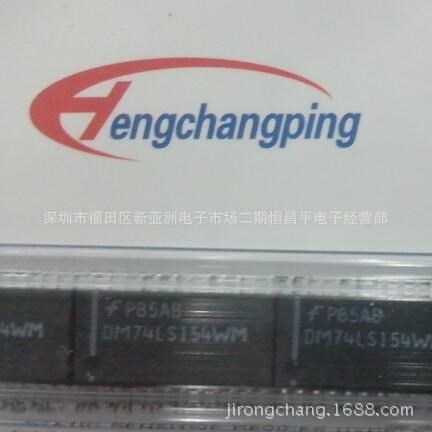 Hengchangping
深圳市福田区新亚洲电子市场二期恒昌平电子经营部
P85AB
P85AB
4WM
DM74LS154WM
DM74LS154W
jirongchang.1688.com